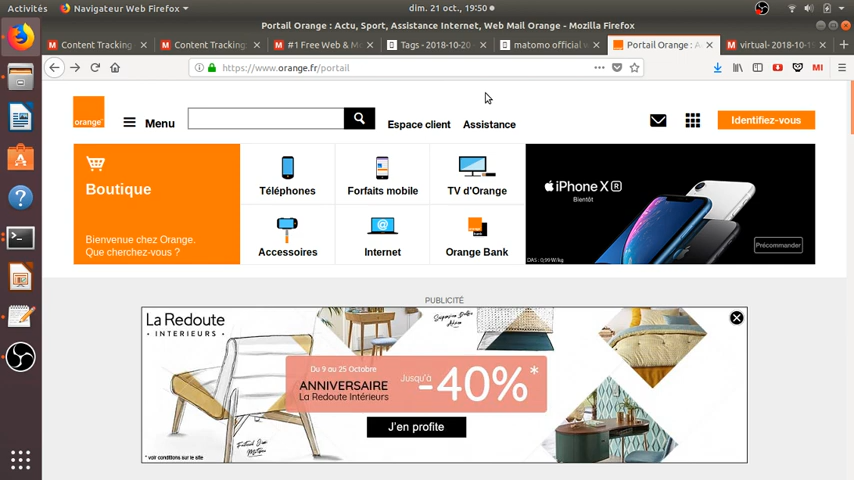 Activités
Navigateur Web Firefox
dim. 21 oct., 19:50
Portail Orange : Actu, Sport, Assistance Internet, Web Mail Orange - Mozilla Firefox
Content Tracking
Content Tracking:
#1 Free Web & M
Tags - 2018-10-20
matomo official w
Portail Orange : A
virtual- 2018-10-1
https://www.orange.fr/portail
orange
Menu
Espace client
Assistance
Identifiez-vous
Boutique
Bienvenue chez Orange.
Que cherchez-vous ?
Téléphones
Forfaits mobile
TV d'Orange
Accessoires
Internet
Orange Bank
iPhone XR
Bientôt
Précommander
DAS : 0,99 W/kg
PUBLICITÉ
La Redoute
INTERIEURS
Du 9 au 25 Octobre
ANNIVERSAIRE
La Redoute Intérieurs
Jusqu'à
-40%*
J'en profite
* voir conditions sur le site